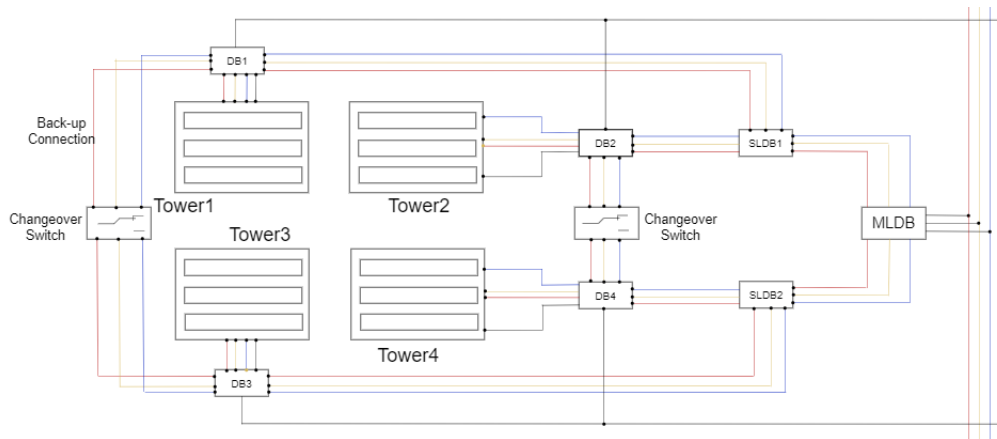 DB1
Back-up
Connection
DB2
SLDB1
Tower1
Tower2
Changeover
Switch
Changeover
Switch
MLDB
Tower3
DB4
SLDB2
Tower4
DB3